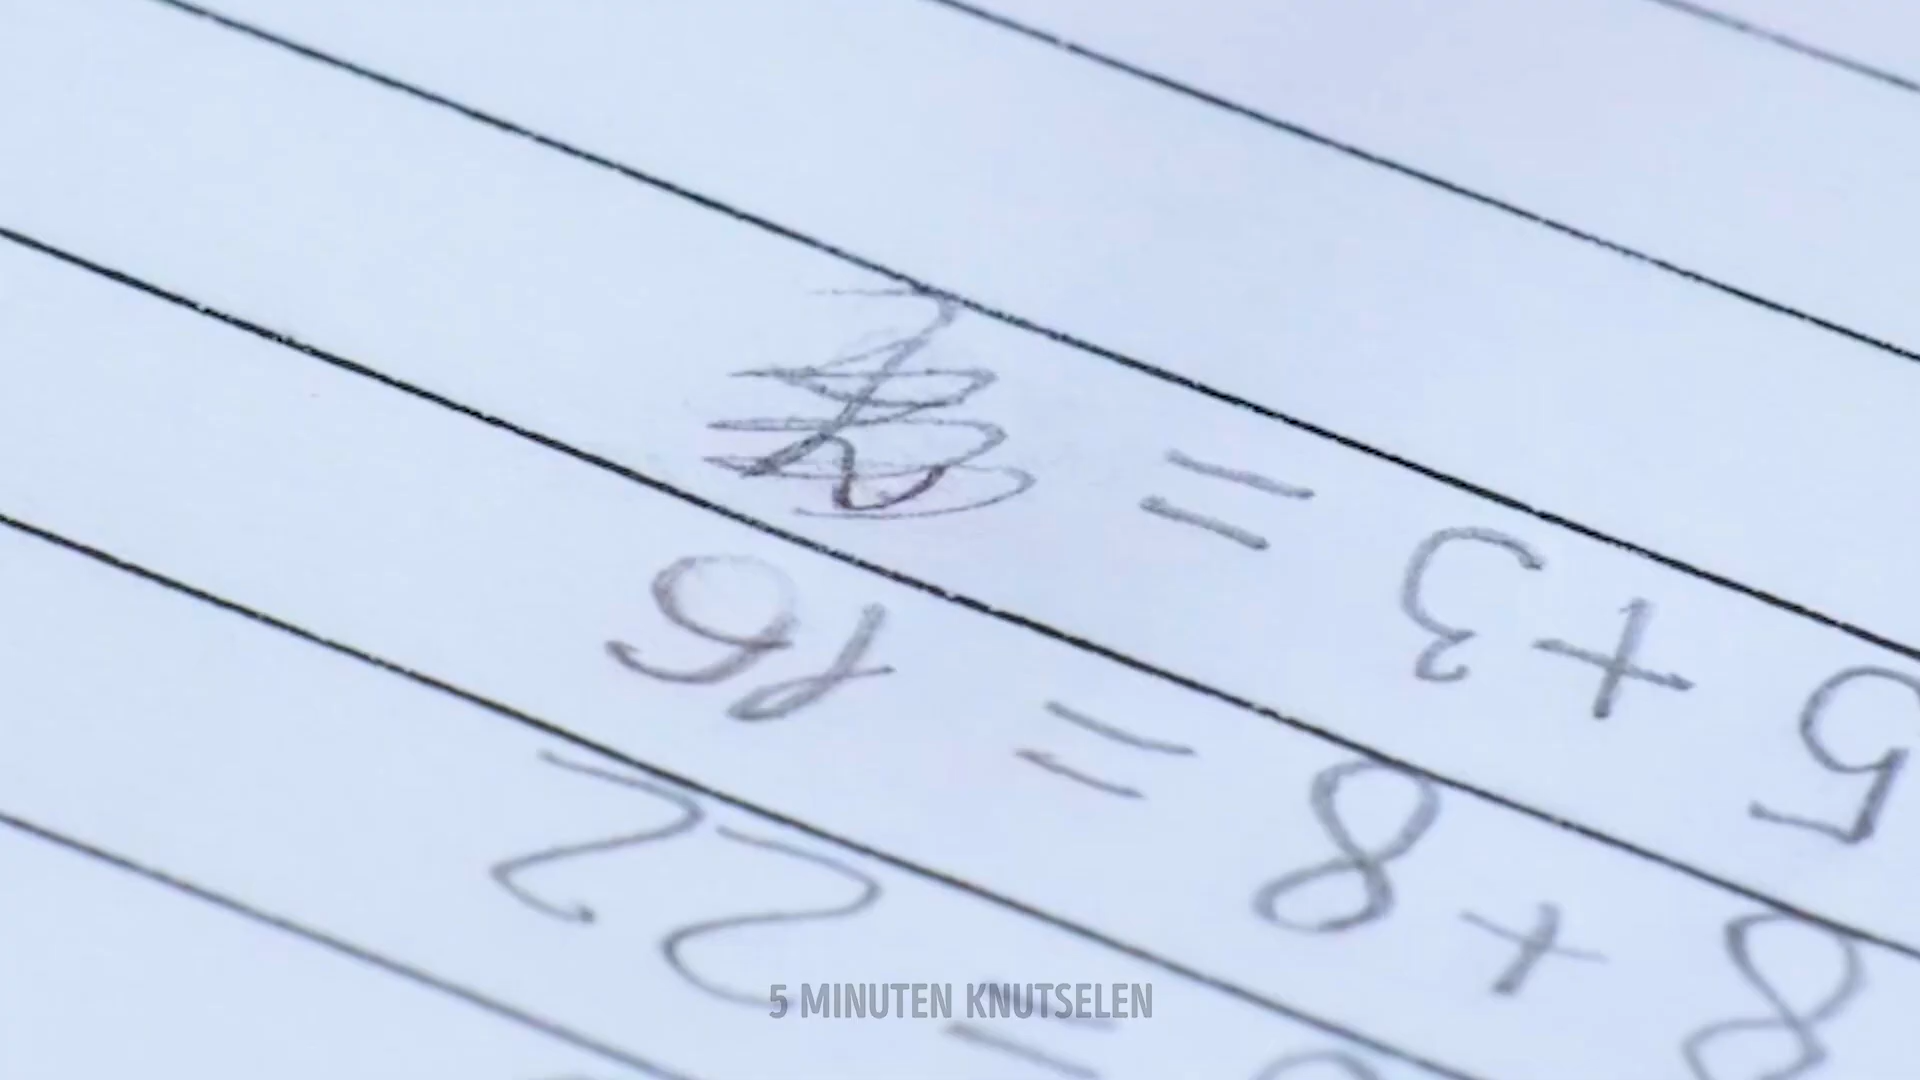 = 22
8 + 8 = 16
5 + 3 =
5 MINUTEN KNUTSELEN